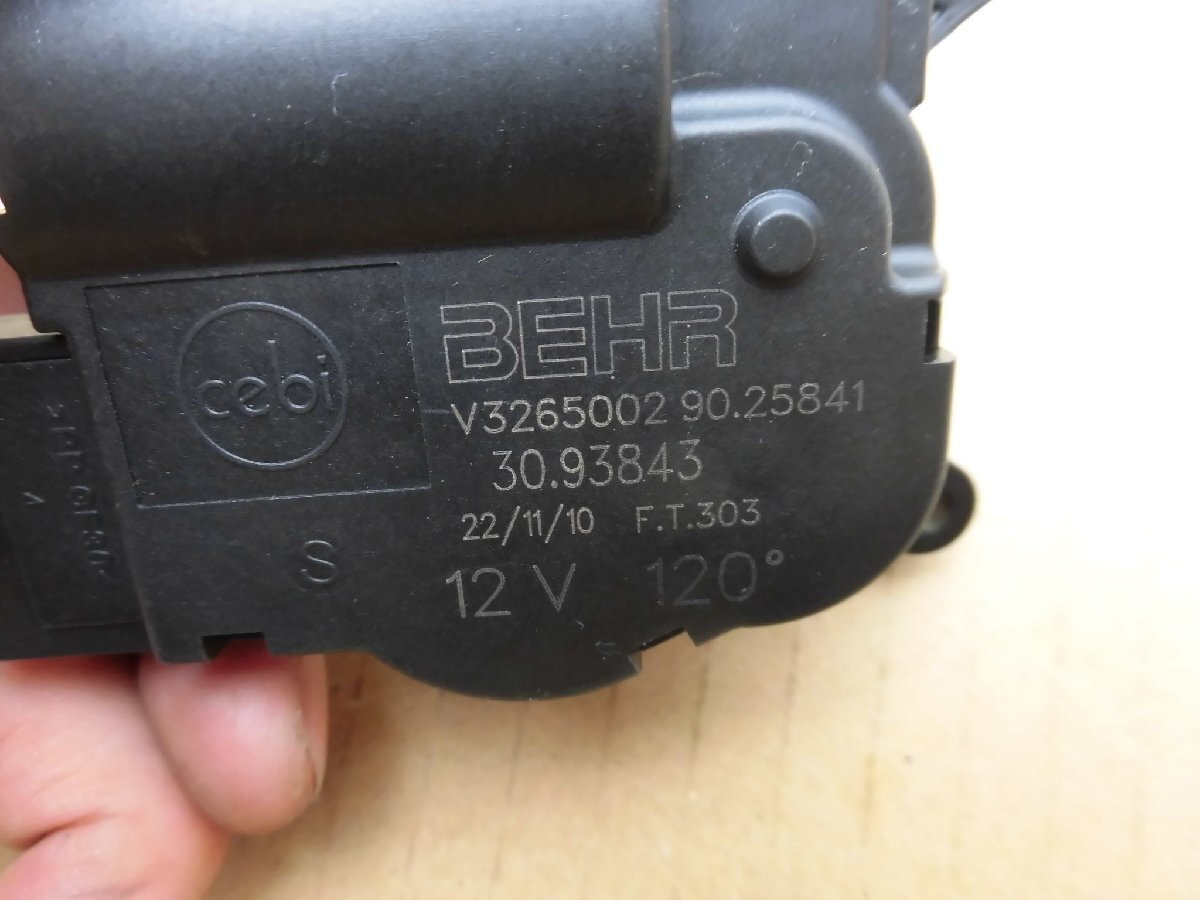 cebi
BEHR
V3265002 90.25841
30.93843
22/11/10 F.T.303
S
12 V 120°